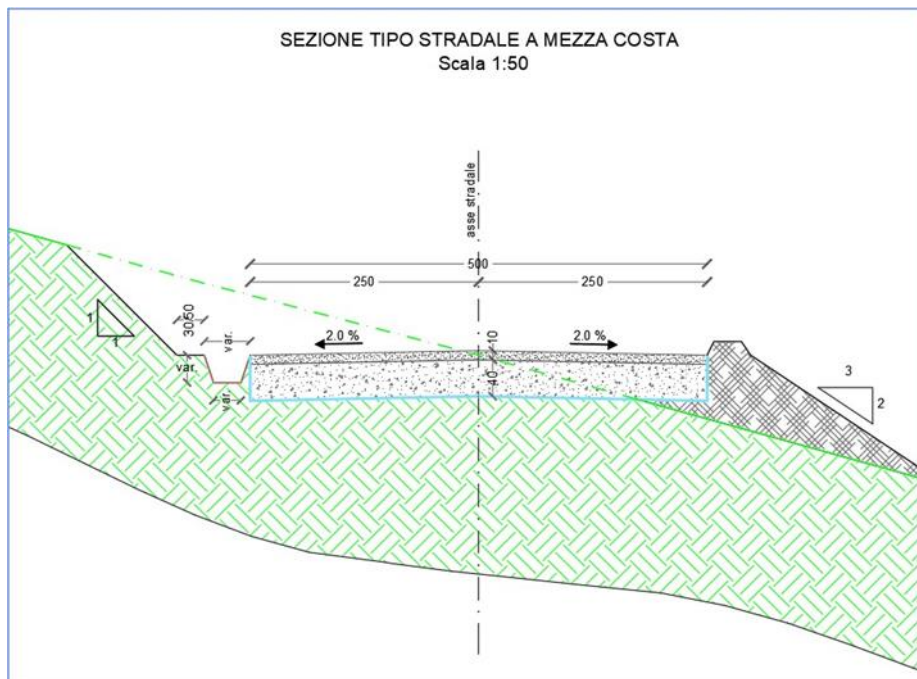 SEZIONE TIPO STRADALE A MEZZA COSTA
Scala 1:50
asse stradale
500
250
250
1
1
30/50
var.
2.0 %
10
2.0 %
var.
40
var.
3
2